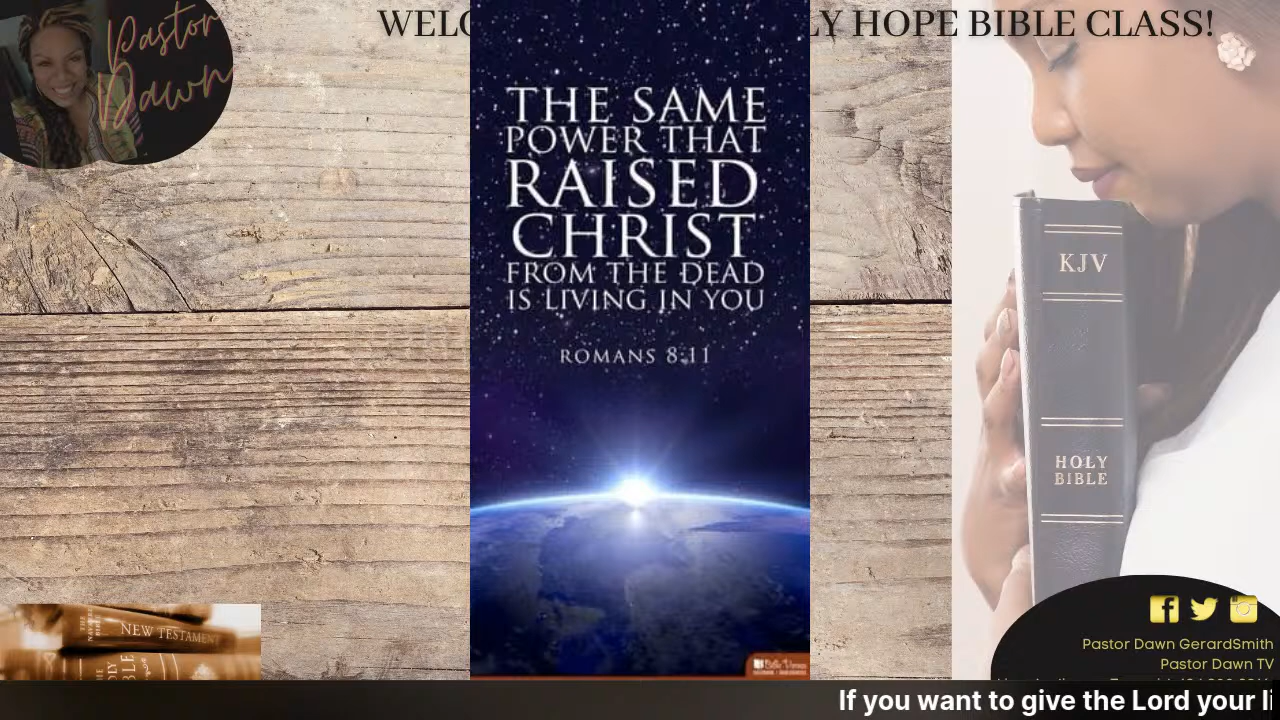 Pastor
Dawn
WELC
LY HOPE BIBLE CLASS!
THE SAME
POWER THAT
RAISED
CHRIST
FROM THE DEAD
IS LIVING IN YOU
ROMANS 8:11
KJV
HOLY
BIBLE
NEW TESTAMENT
Pastor Dawn GerardSmith
Pastor Dawn TV
If you want to give the Lord your li